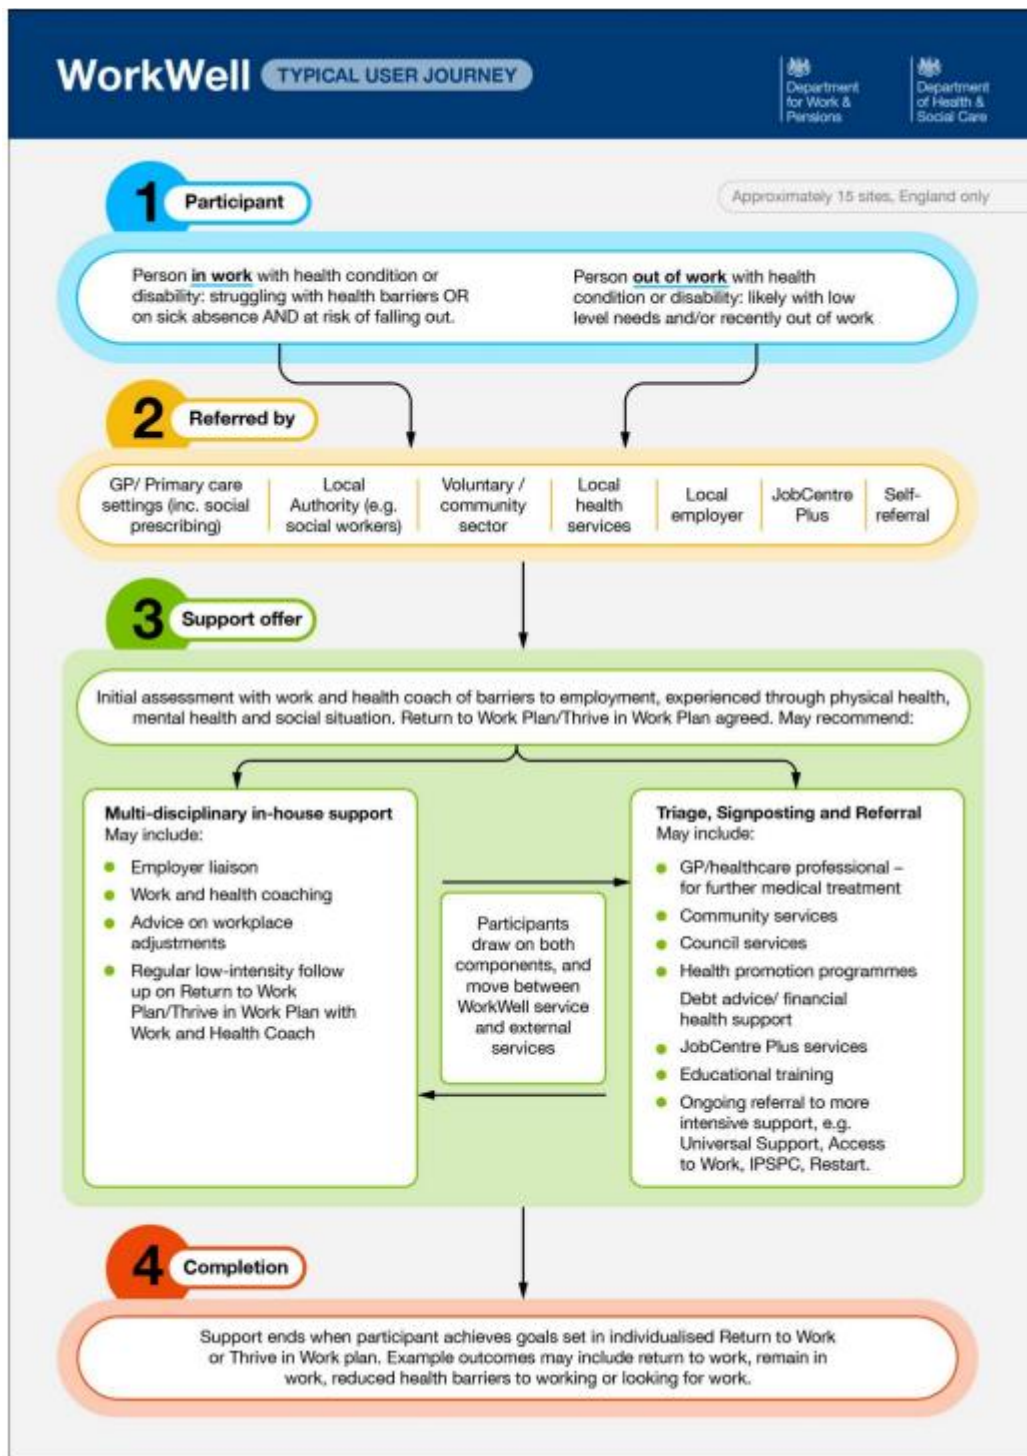 WorkWell TYPICAL USER JOURNEY
Department
for Work &
Pensions
Department
of Health &
Social Care
1 Participant
Approximately 15 sites, England only
Person in work with health condition or
disability: struggling with health barriers OR
on sick absence AND at risk of falling out.
Person out of work with health
condition or disability: likely with low
level needs and/or recently out of work
2 Referred by
GP/ Primary care
settings (inc. social
prescribing)
Local
Authority (e.g.
social workers)
Voluntary /
community
sector
Local
health
services
Local
employer
JobCentre
Plus
Self-
referral
3 Support offer
Initial assessment with work and health coach of barriers to employment, experienced through physical health,
mental health and social situation. Return to Work Plan/Thrive in Work Plan agreed. May recommend:
Multi-disciplinary in-house support
May include:
Employer liaison
Work and health coaching
Advice on workplace
adjustments
Regular low-intensity follow
up on Return to Work
Plan/Thrive in Work Plan with
Work and Health Coach
Participants
draw on both
components, and
move between
WorkWell service
and external
services
Triage, Signposting and Referral
May include:
GP/healthcare professional –
for further medical treatment
Community services
Council services
Health promotion programmes
Debt advice/ financial
health support
JobCentre Plus services
Educational training
Ongoing referral to more
intensive support, e.g.
Universal Support, Access
to Work, IPSPC, Restart.
4 Completion
Support ends when participant achieves goals set in individualised Return to Work
or Thrive in Work plan. Example outcomes may include return to work, remain in
work, reduced health barriers to working or looking for work.